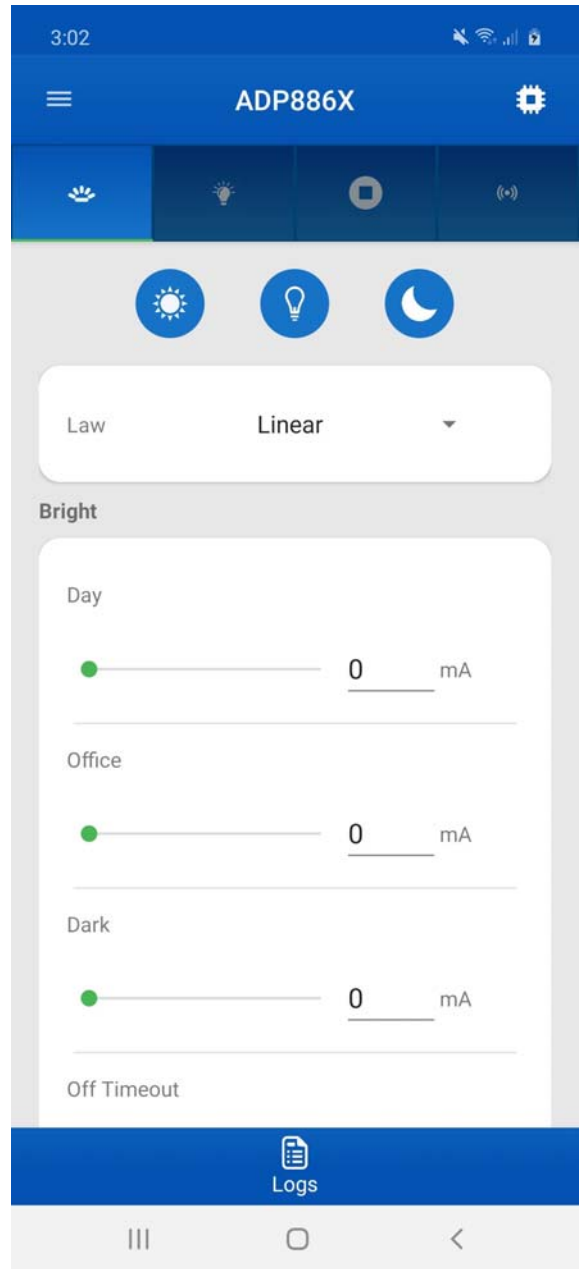 3:02
ADP886X
Law Linear
Bright
Day
0 mA
Office
0 mA
Dark
0 mA
Off Timeout
Logs